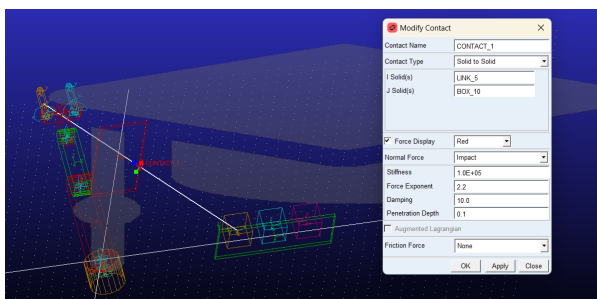 Modify Contact
Contact Name CONTACT_1
Contact Type Solid to Solid
I Solid(s) LINK_5
J Solid(s) BOX_10
Force Display Red
Normal Force Impact
Stiffness 1.0E+05
Force Exponent 2.2
Damping 10.0
Penetration Depth 0.1
Augmented Lagrangian
Friction Force None
OK Apply Close